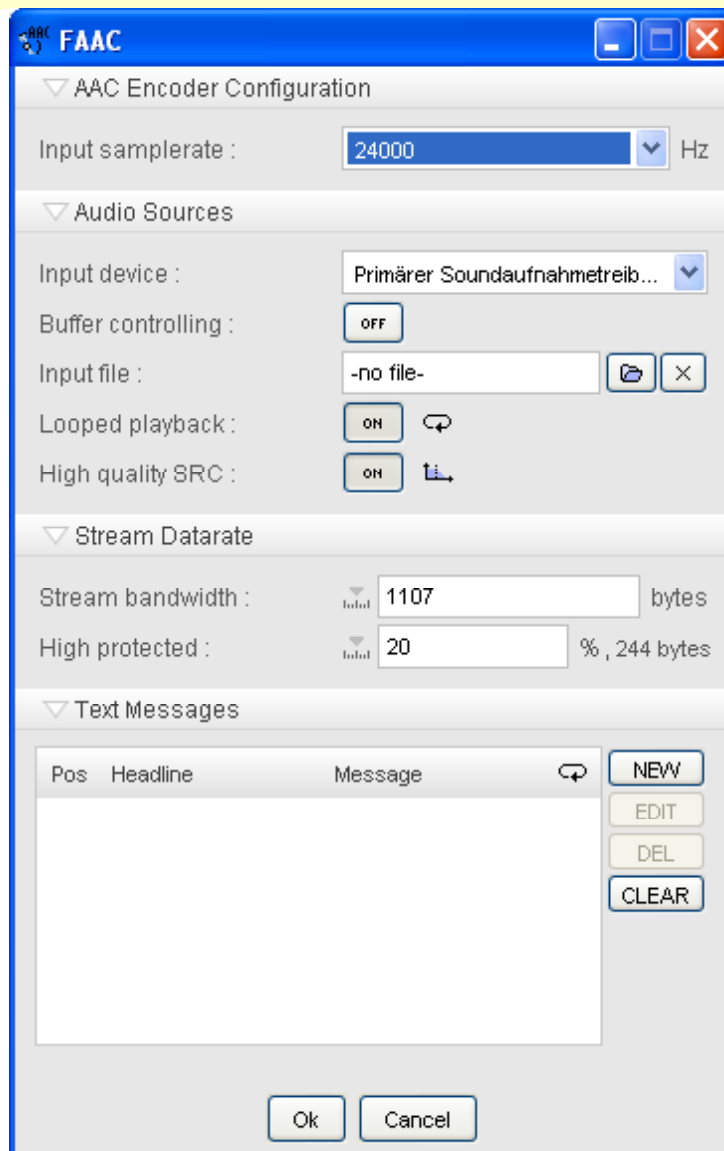 FAAC
AAC Encoder Configuration
Input samplerate : 24000 Hz
Audio Sources
Input device : Primärer Soundaufnahmetreib...
Buffer controlling : OFF
Input file : -no file-
Looped playback : ON
High quality SRC : ON
Stream Datarate
Stream bandwidth : 1107 bytes
High protected : 20 % , 244 bytes
Text Messages
Pos Headline Message NEW
EDIT
DEL
CLEAR
Ok Cancel